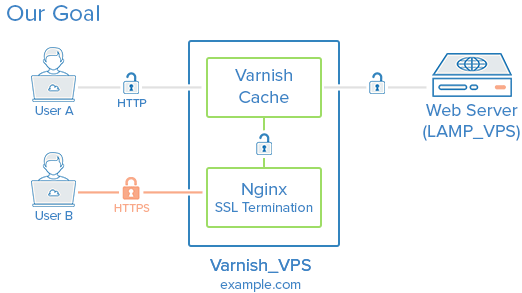 Our Goal
User A
HTTP
Varnish
Cache
Web Server
(LAMP_VPS)
User B
HTTPS
Nginx
SSL Termination
Varnish_VPS
example.com